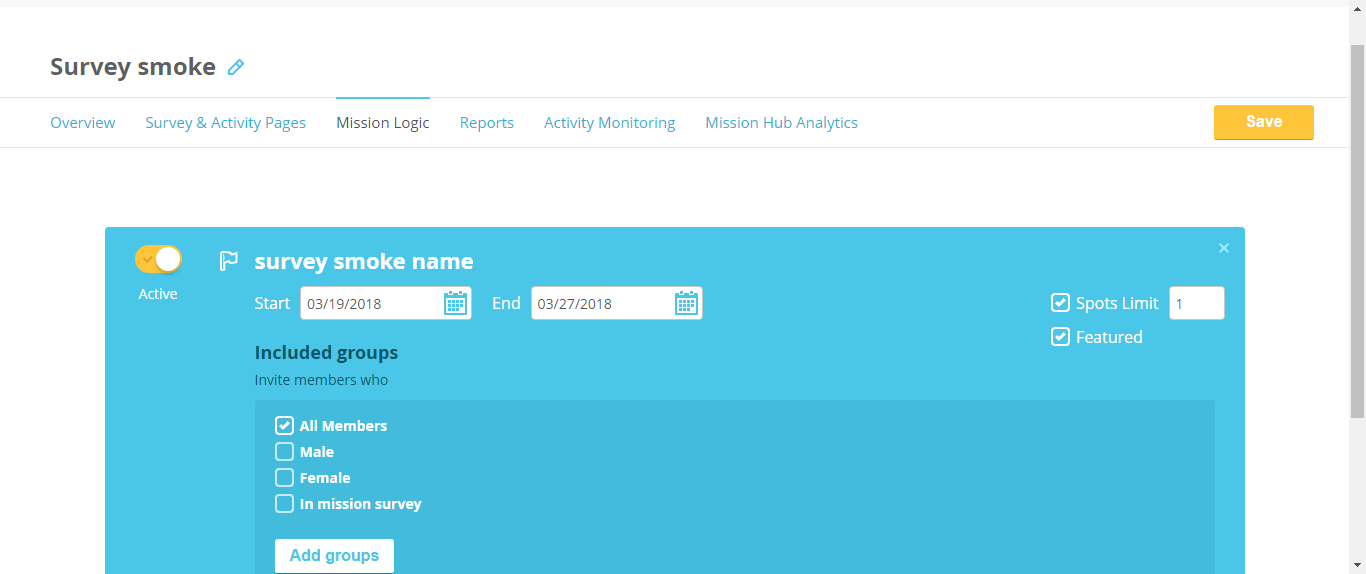 Survey smoke
Overview Survey & Activity Pages Mission Logic Reports Activity Monitoring Mission Hub Analytics Save
survey smoke name
Active
Start 03/19/2018 End 03/27/2018 Spots Limit 1
Featured
Included groups
Invite members who
All Members
Male
Female
In mission survey
Add groups